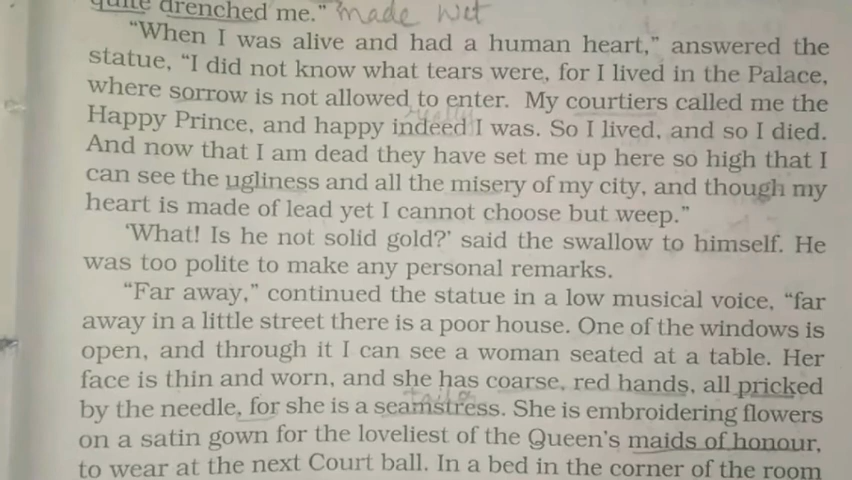 quite drenched me." made wet
"When I was alive and had a human heart," answered the
statue, "I did not know what tears were, for I lived in the Palace,
where sorrow is not allowed to enter. My courtiers called me the
really
Happy Prince, and happy indeed I was. So I lived, and so I died.
And now that I am dead they have set me up here so high that I
can see the ugliness and all the misery of my city, and though my
heart is made of lead yet I cannot choose but weep."
'What! Is he not solid gold?' said the swallow to himself. He
was too polite to make any personal remarks.
"Far away," continued the statue in a low musical voice, "far
away in a little street there is a poor house. One of the windows is
open, and through it I can see a woman seated at a table. Her
face is thin and worn, and she has coarse, red hands, all pricked
by the needle, for she is a seamstress. She is embroidering flowers
on a satin gown for the loveliest of the Queen's maids of honour,
to wear at the next Court ball. In a bed in the corner of the room